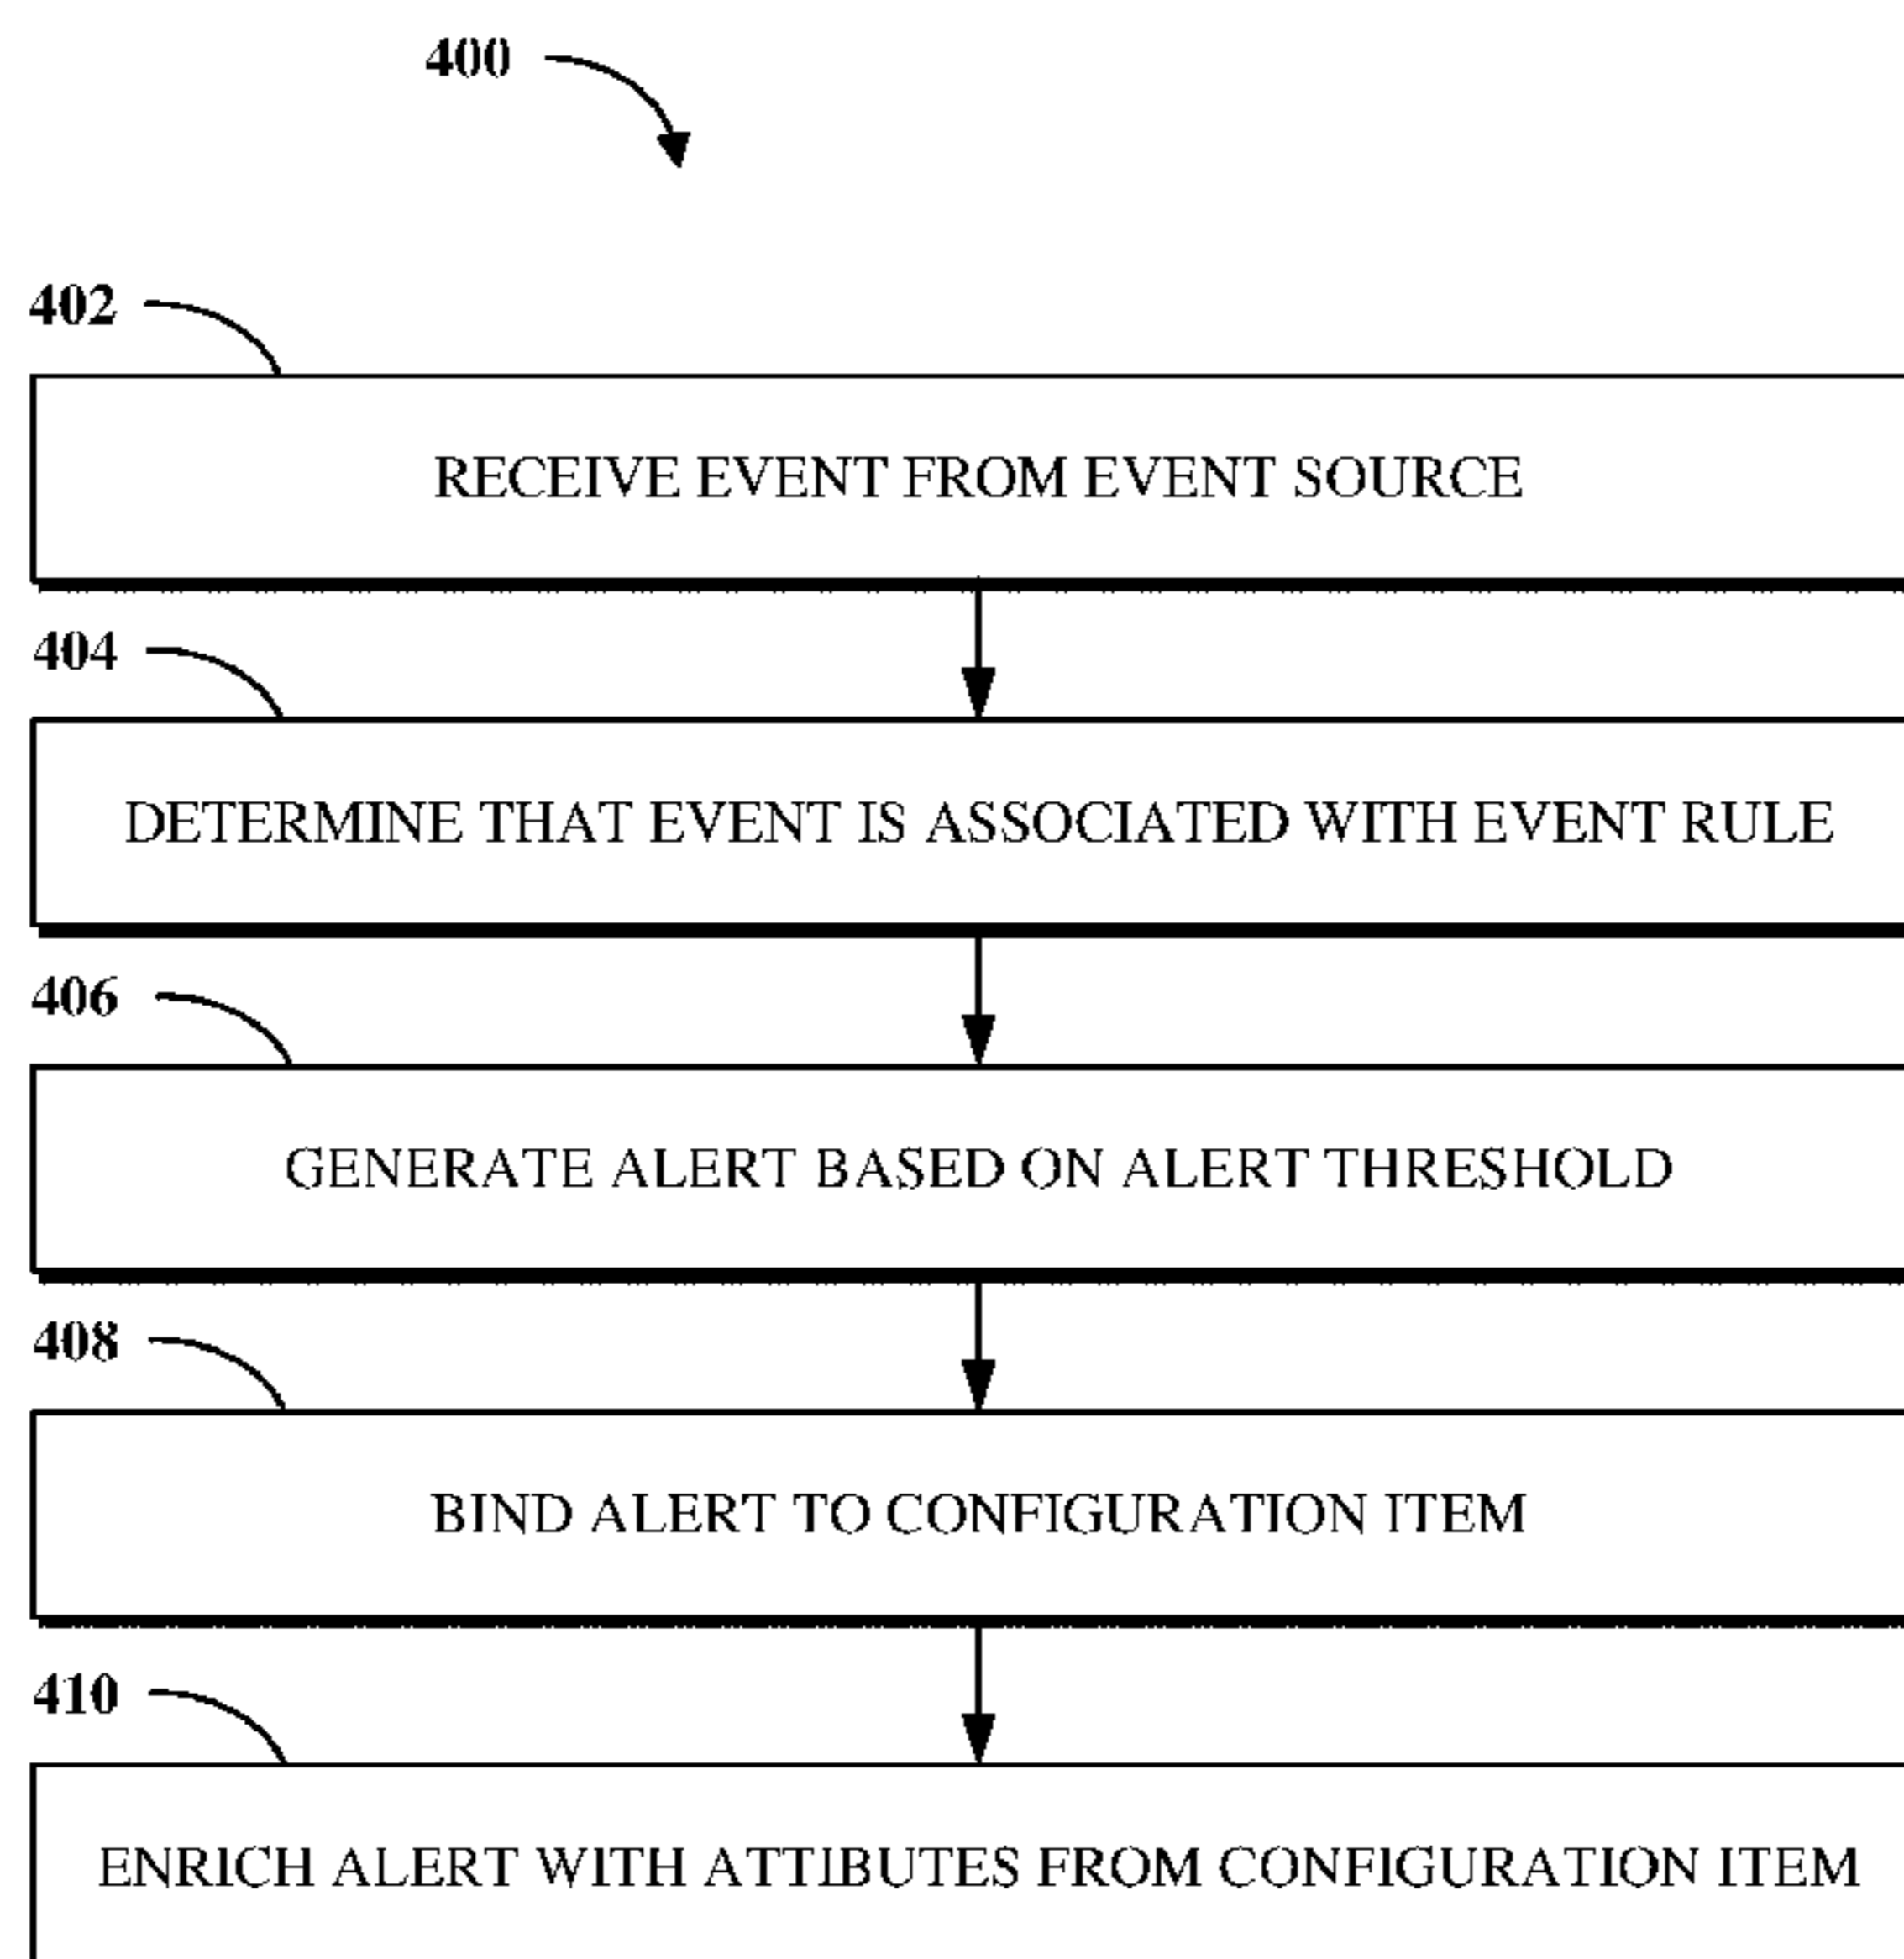 400
402
RECEIVE EVENT FROM EVENT SOURCE
404
DETERMINE THAT EVENT IS ASSOCIATED WITH EVENT RULE
406
GENERATE ALERT BASED ON ALERT THRESHOLD
408
BIND ALERT TO CONFIGURATION ITEM
410
ENRICH ALERT WITH ATTIBUTES FROM CONFIGURATION ITEM